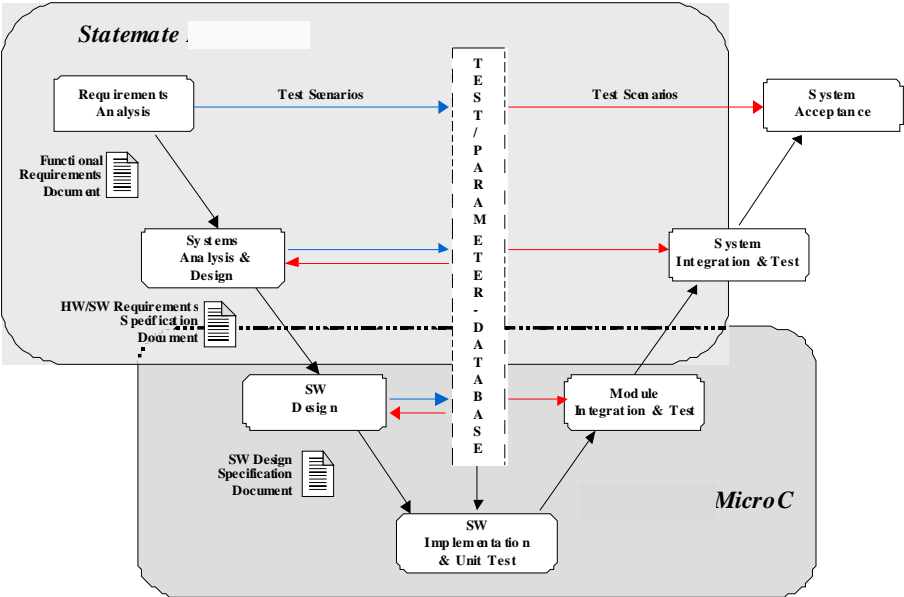 Statemate
Requirements
Analysis
Test Scenarios
T
E
S
T
/
P
A
R
A
M
E
T
E
R
-
D
A
T
A
B
A
S
E
Test Scenarios
System
Acceptance
Functional
Requirements
Document
Systems
Analysis &
Design
System
Integration & Test
HW/SW Requirements
Specification
Document
SW
Design
Module
Integration & Test
SW Design
Specification
Document
MicroC
SW
Implementation
& Unit Test